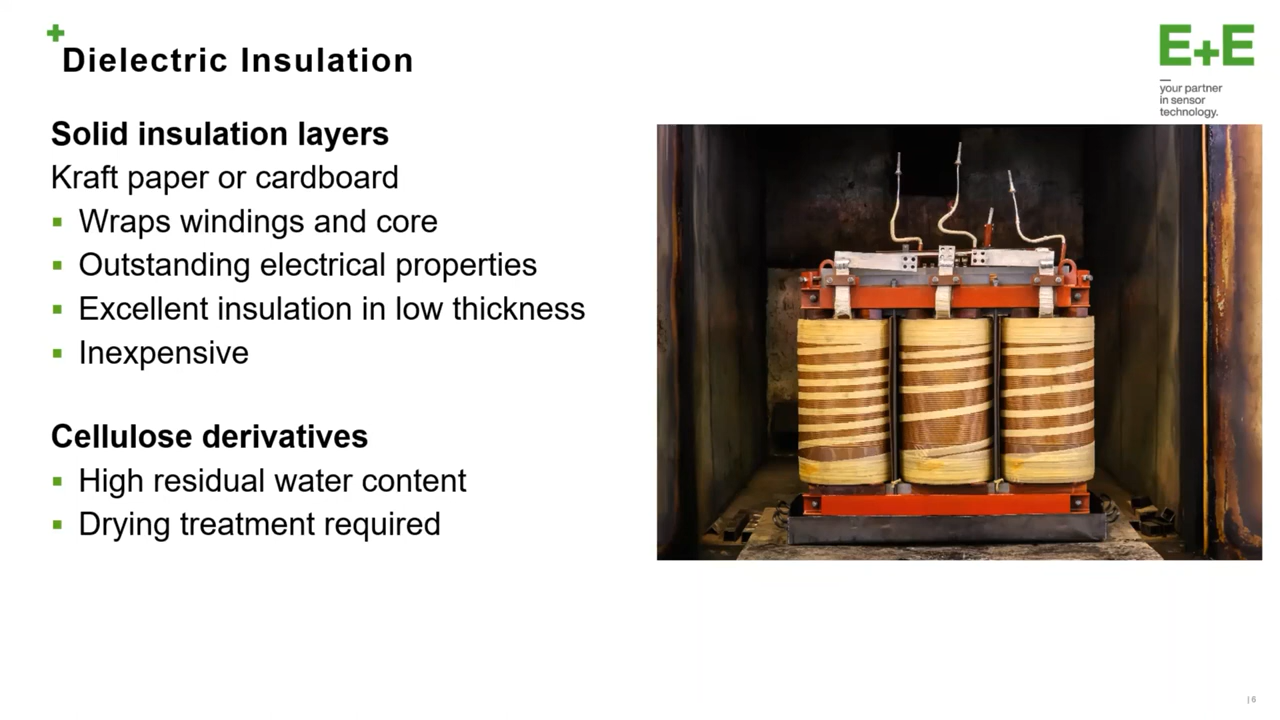 Dielectric Insulation
E+E
your partner
in sensor
technology.
Solid insulation layers
Kraft paper or cardboard
▪ Wraps windings and core
▪ Outstanding electrical properties
▪ Excellent insulation in low thickness
▪ Inexpensive
Cellulose derivatives
▪ High residual water content
▪ Drying treatment required
| 6